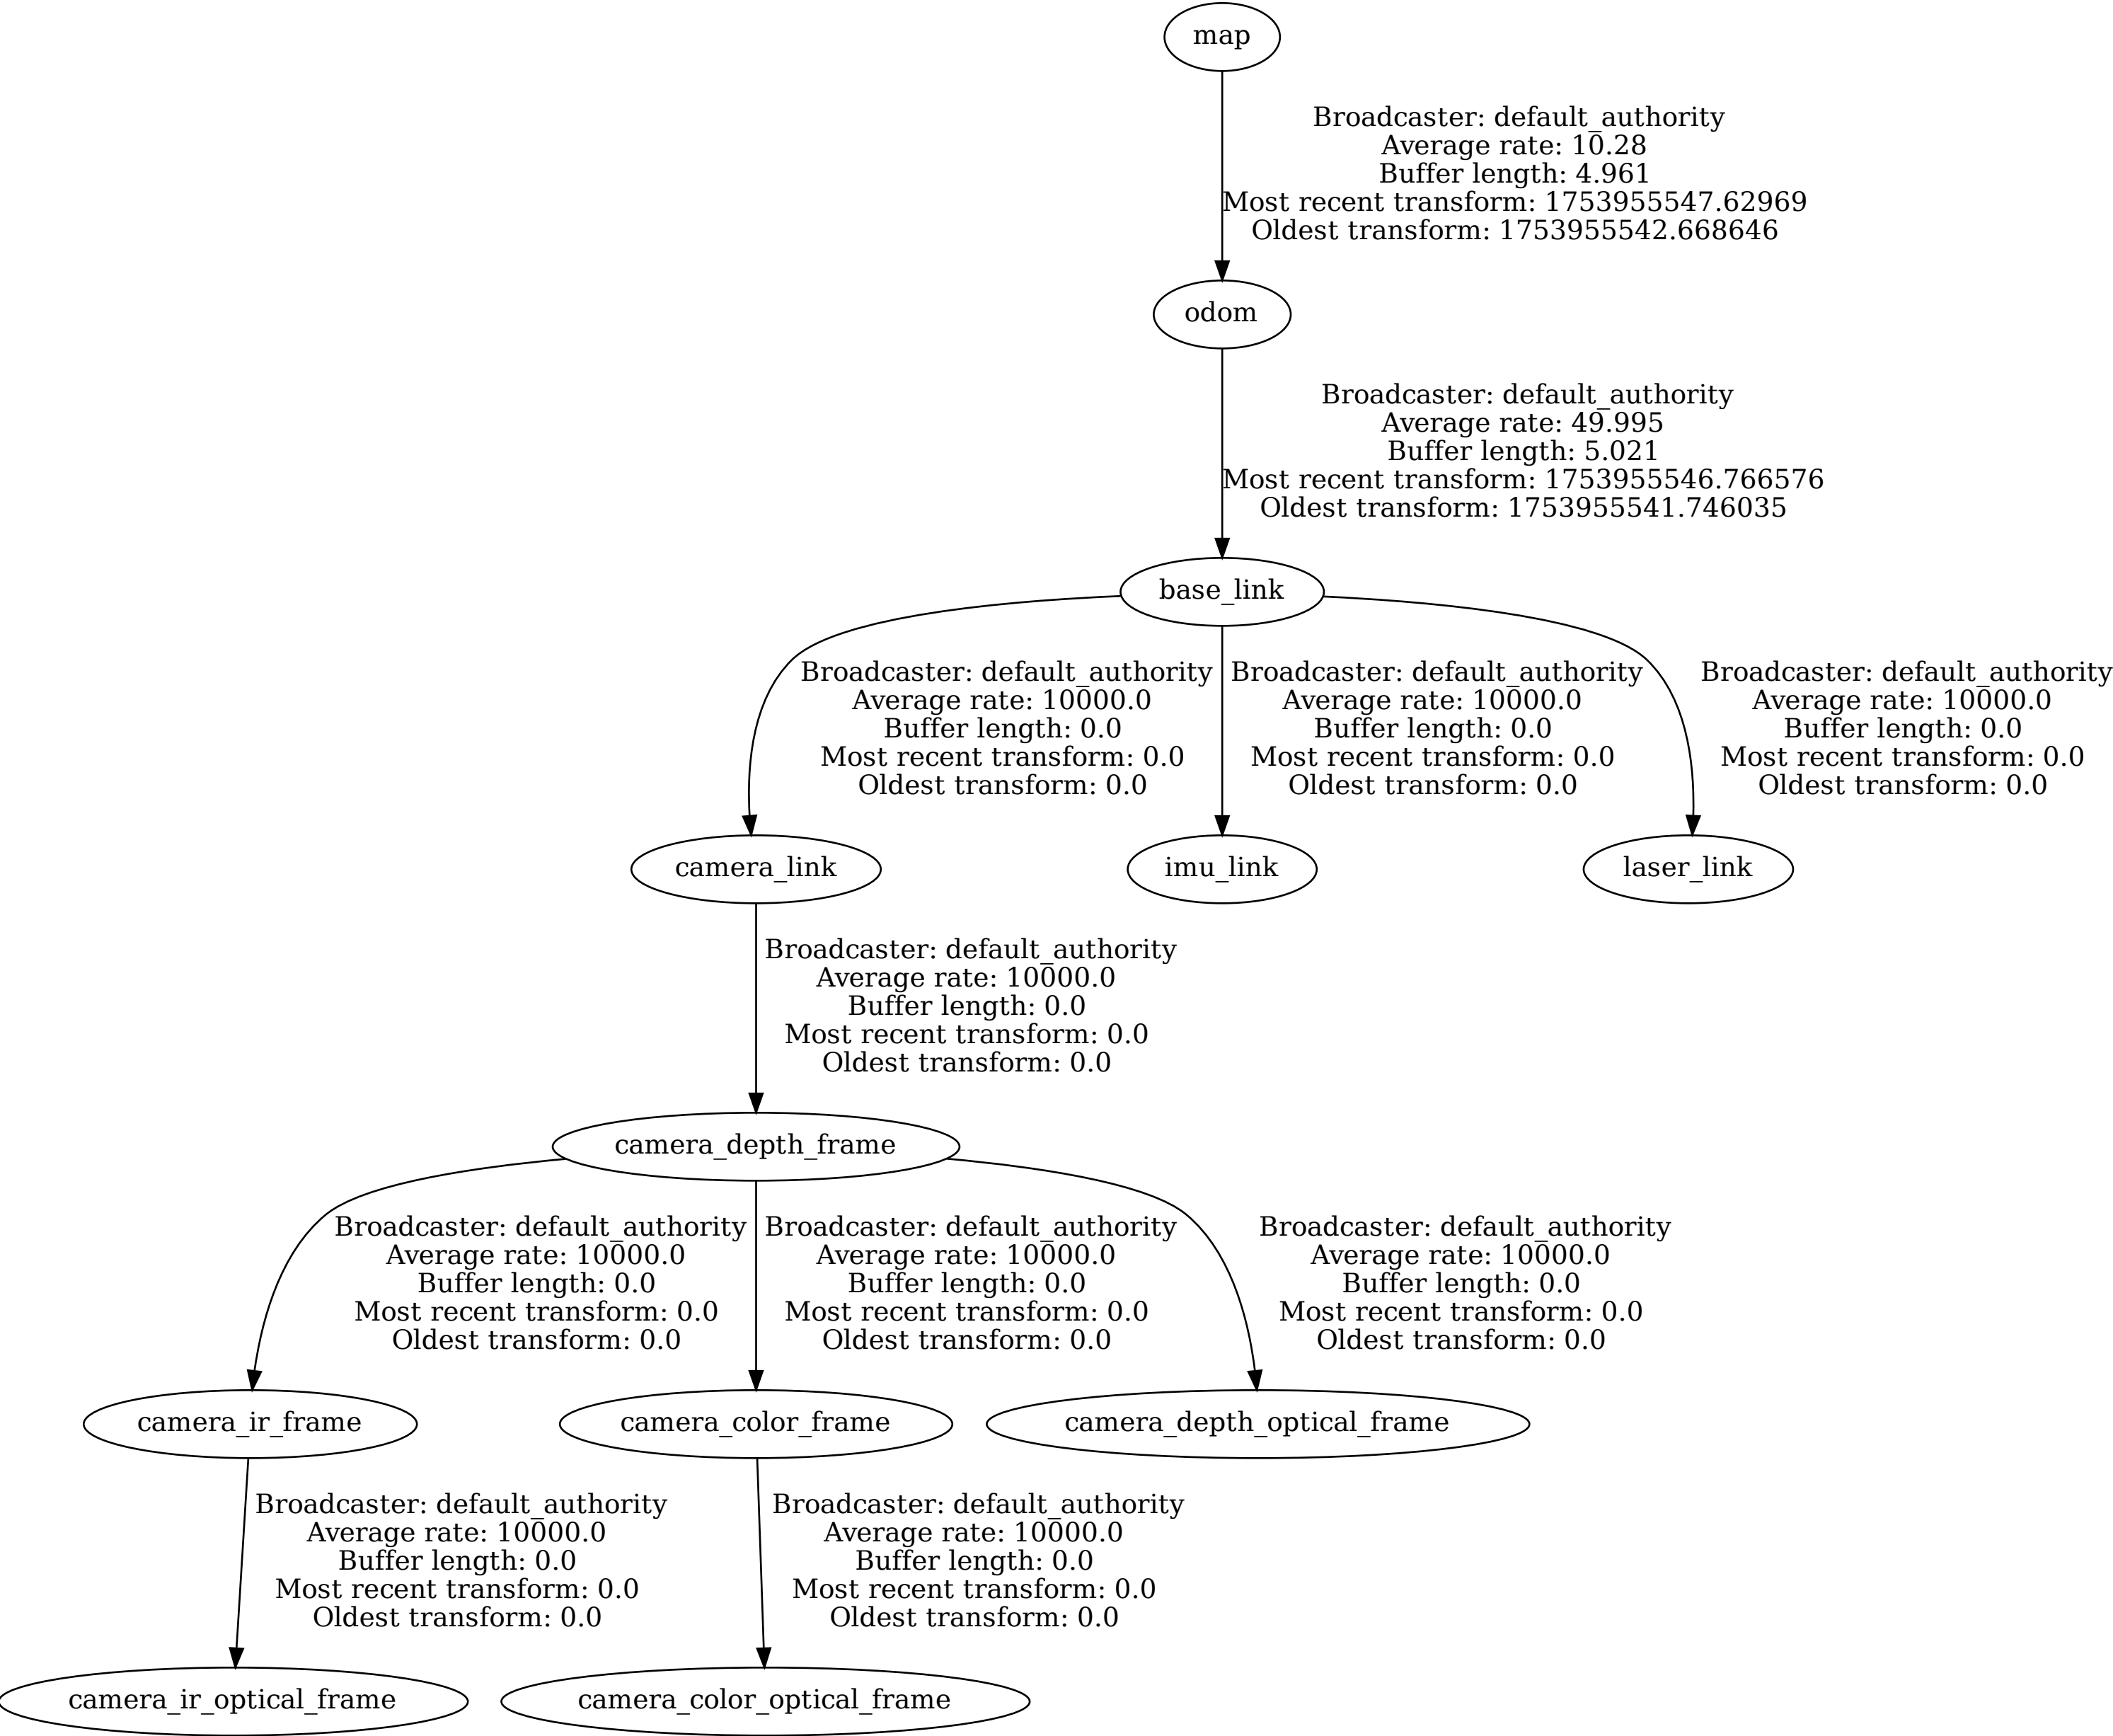 map
Broadcaster: default_authority
Average rate: 10.28
Buffer length: 4.961
Most recent transform: 1753955547.62969
Oldest transform: 1753955542.668646
odom
Broadcaster: default_authority
Average rate: 49.995
Buffer length: 5.021
Most recent transform: 1753955546.766576
Oldest transform: 1753955541.746035
base_link
Broadcaster: default_authority
Average rate: 10000.0
Buffer length: 0.0
Most recent transform: 0.0
Oldest transform: 0.0
Broadcaster: default_authority
Average rate: 10000.0
Buffer length: 0.0
Most recent transform: 0.0
Oldest transform: 0.0
Broadcaster: default_authority
Average rate: 10000.0
Buffer length: 0.0
Most recent transform: 0.0
Oldest transform: 0.0
camera_link
imu_link
laser_link
Broadcaster: default_authority
Average rate: 10000.0
Buffer length: 0.0
Most recent transform: 0.0
Oldest transform: 0.0
camera_depth_frame
Broadcaster: default_authority
Average rate: 10000.0
Buffer length: 0.0
Most recent transform: 0.0
Oldest transform: 0.0
Broadcaster: default_authority
Average rate: 10000.0
Buffer length: 0.0
Most recent transform: 0.0
Oldest transform: 0.0
Broadcaster: default_authority
Average rate: 10000.0
Buffer length: 0.0
Most recent transform: 0.0
Oldest transform: 0.0
camera_ir_frame
camera_color_frame
camera_depth_optical_frame
Broadcaster: default_authority
Average rate: 10000.0
Buffer length: 0.0
Most recent transform: 0.0
Oldest transform: 0.0
Broadcaster: default_authority
Average rate: 10000.0
Buffer length: 0.0
Most recent transform: 0.0
Oldest transform: 0.0
camera_ir_optical_frame
camera_color_optical_frame